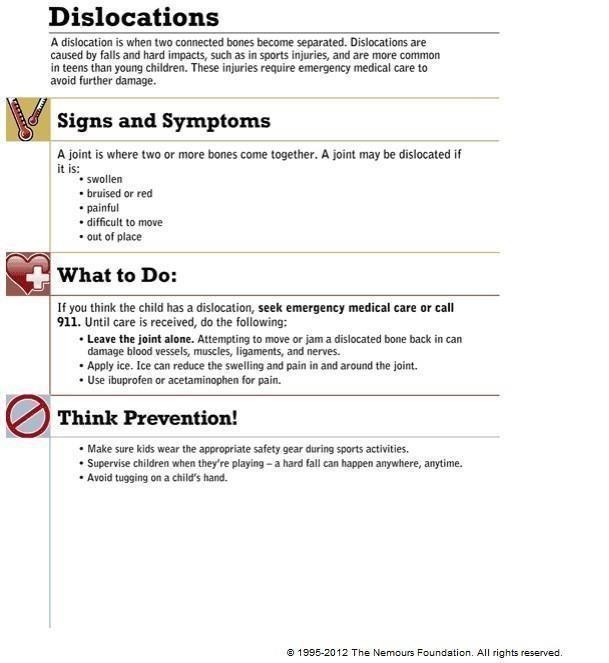 Dislocations
A dislocation is when two connected bones become separated. Dislocations are
caused by falls and hard impacts, such as in sports injuries, and are more common
in teens than young children. These injuries require emergency medical care to
avoid further damage.
Signs and Symptoms
A joint is where two or more bones come together. A joint may be dislocated if
it is:
• swollen
• bruised or red
• painful
• difficult to move
• out of place
What to Do:
If you think the child has a dislocation, seek emergency medical care or call
911. Until care is received, do the following:
• Leave the joint alone. Attempting to move or jam a dislocated bone back in can
damage blood vessels, muscles, ligaments, and nerves.
• Apply ice. Ice can reduce the swelling and pain in and around the joint.
• Use ibuprofen or acetaminophen for pain.
Think Prevention!
• Make sure kids wear the appropriate safety gear during sports activities.
• Supervise children when they're playing – a hard fall can happen anywhere, anytime.
• Avoid tugging on a child's hand.
© 1995-2012 The Nemours Foundation. All rights reserved.